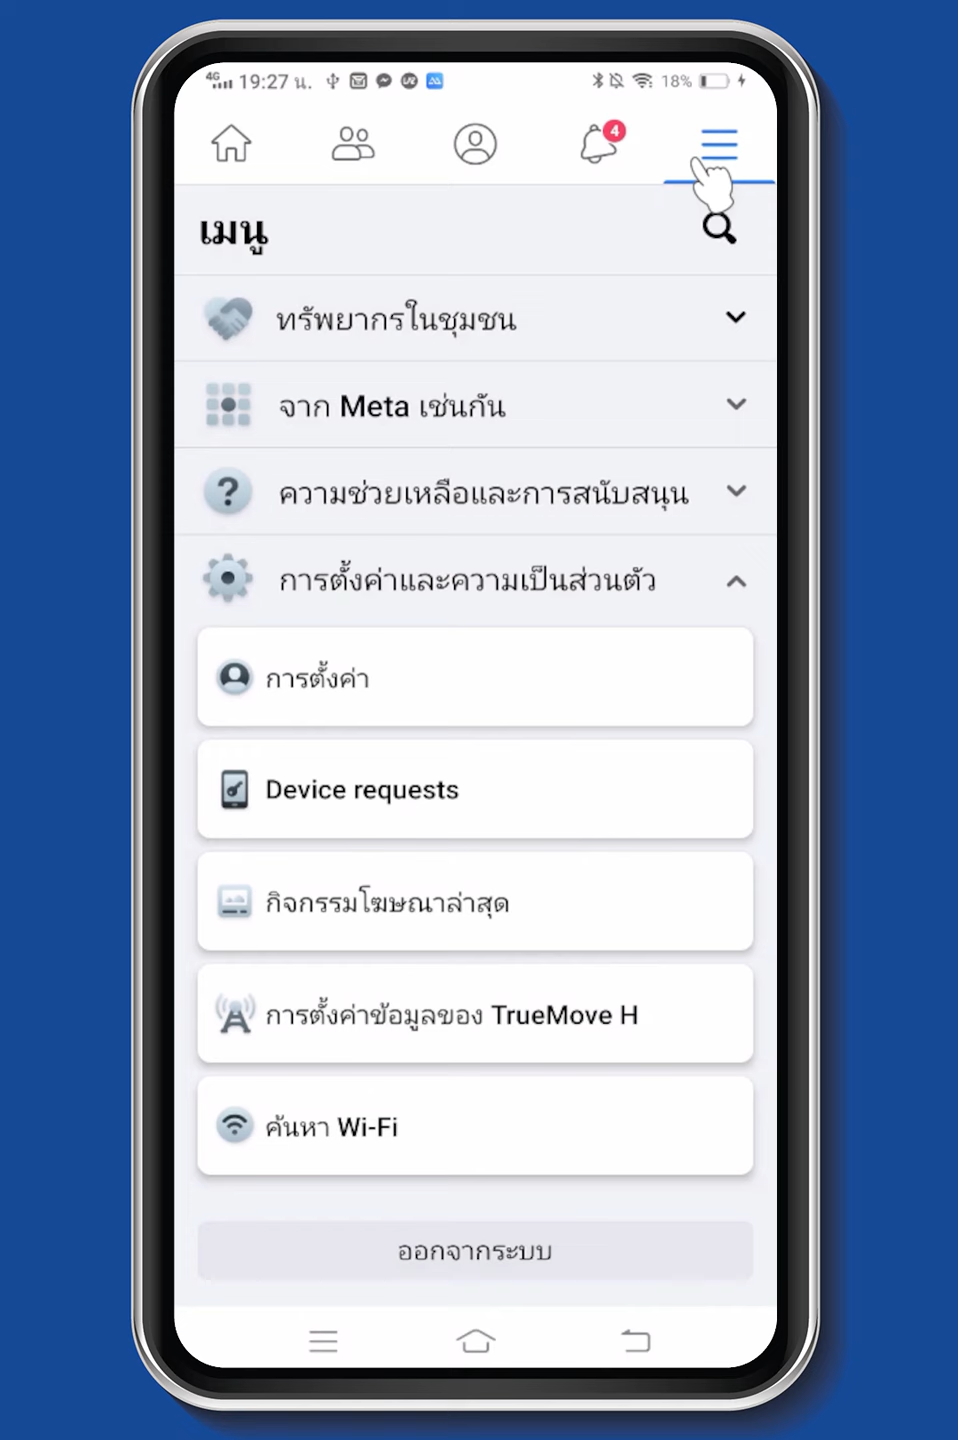 4G 19:27 น. 18%
4
เมนู
ทรัพยากรในชุมชน
จาก Meta เช่นกัน
ความช่วยเหลือและการสนับสนุน
การตั้งค่าและความเป็นส่วนตัว
การตั้งค่า
Device requests
กิจกรรมโฆษณาล่าสุด
การตั้งค่าข้อมูลของ TrueMove H
ค้นหา Wi-Fi
ออกจากระบบ